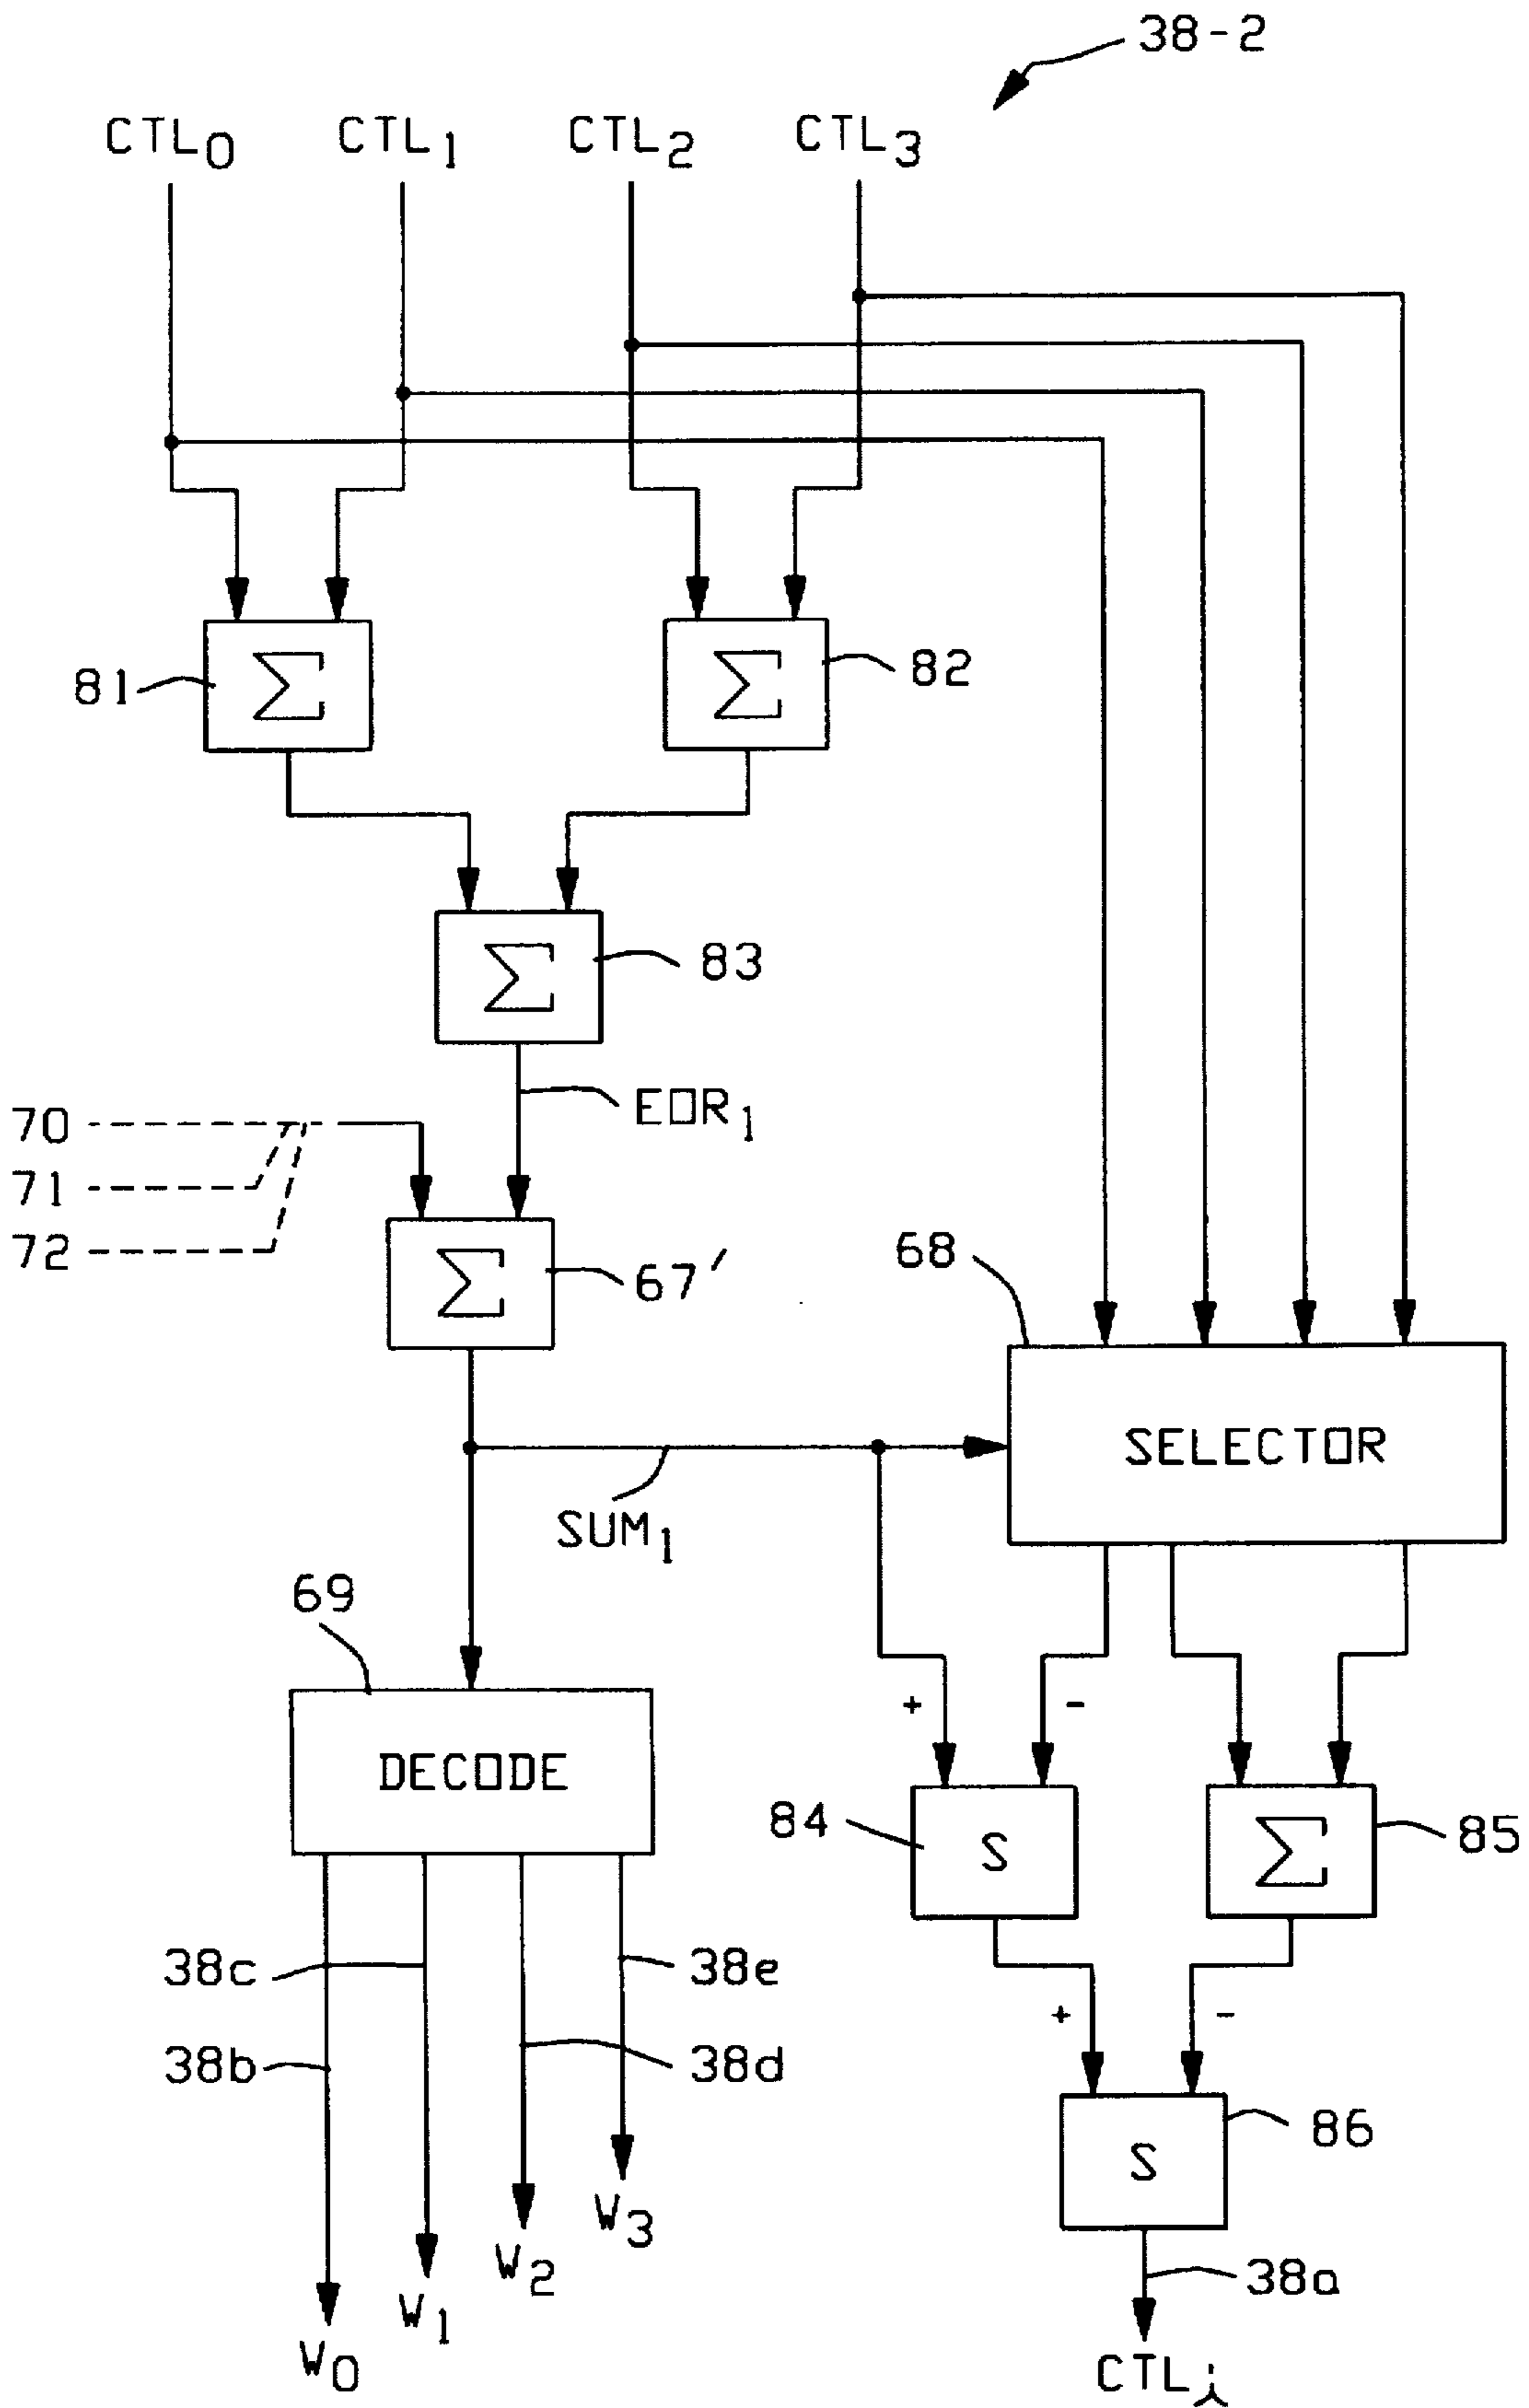 38-2
CTL0 CTL1 CTL2 CTL3
81 Σ Σ 82
Σ 83
EOR1
70
71
72
Σ 67'
68
SELECTOR
SUM1
69
DECODE
+ - 
84 S Σ 85
38c 38e
+ -
38b 38d
S 86
W3
W2
38a
W1
W0
CTLi